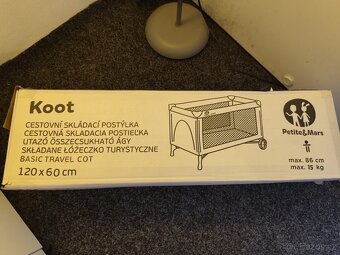 Koot
CESTOVNÍ SKLÁDACÍ POSTÝLKA
CESTOVNÁ SKLADACIA POSTIEĽKA
UTAZÓ ÖSSZECSUKHATÓ ÁGY
SKŁADANE ŁÓŻECZKO TURYSTYCZNE
BASIC TRAVEL COT
120 x 60 cm
Petite&Mars
max. 86 cm
max. 15 kg